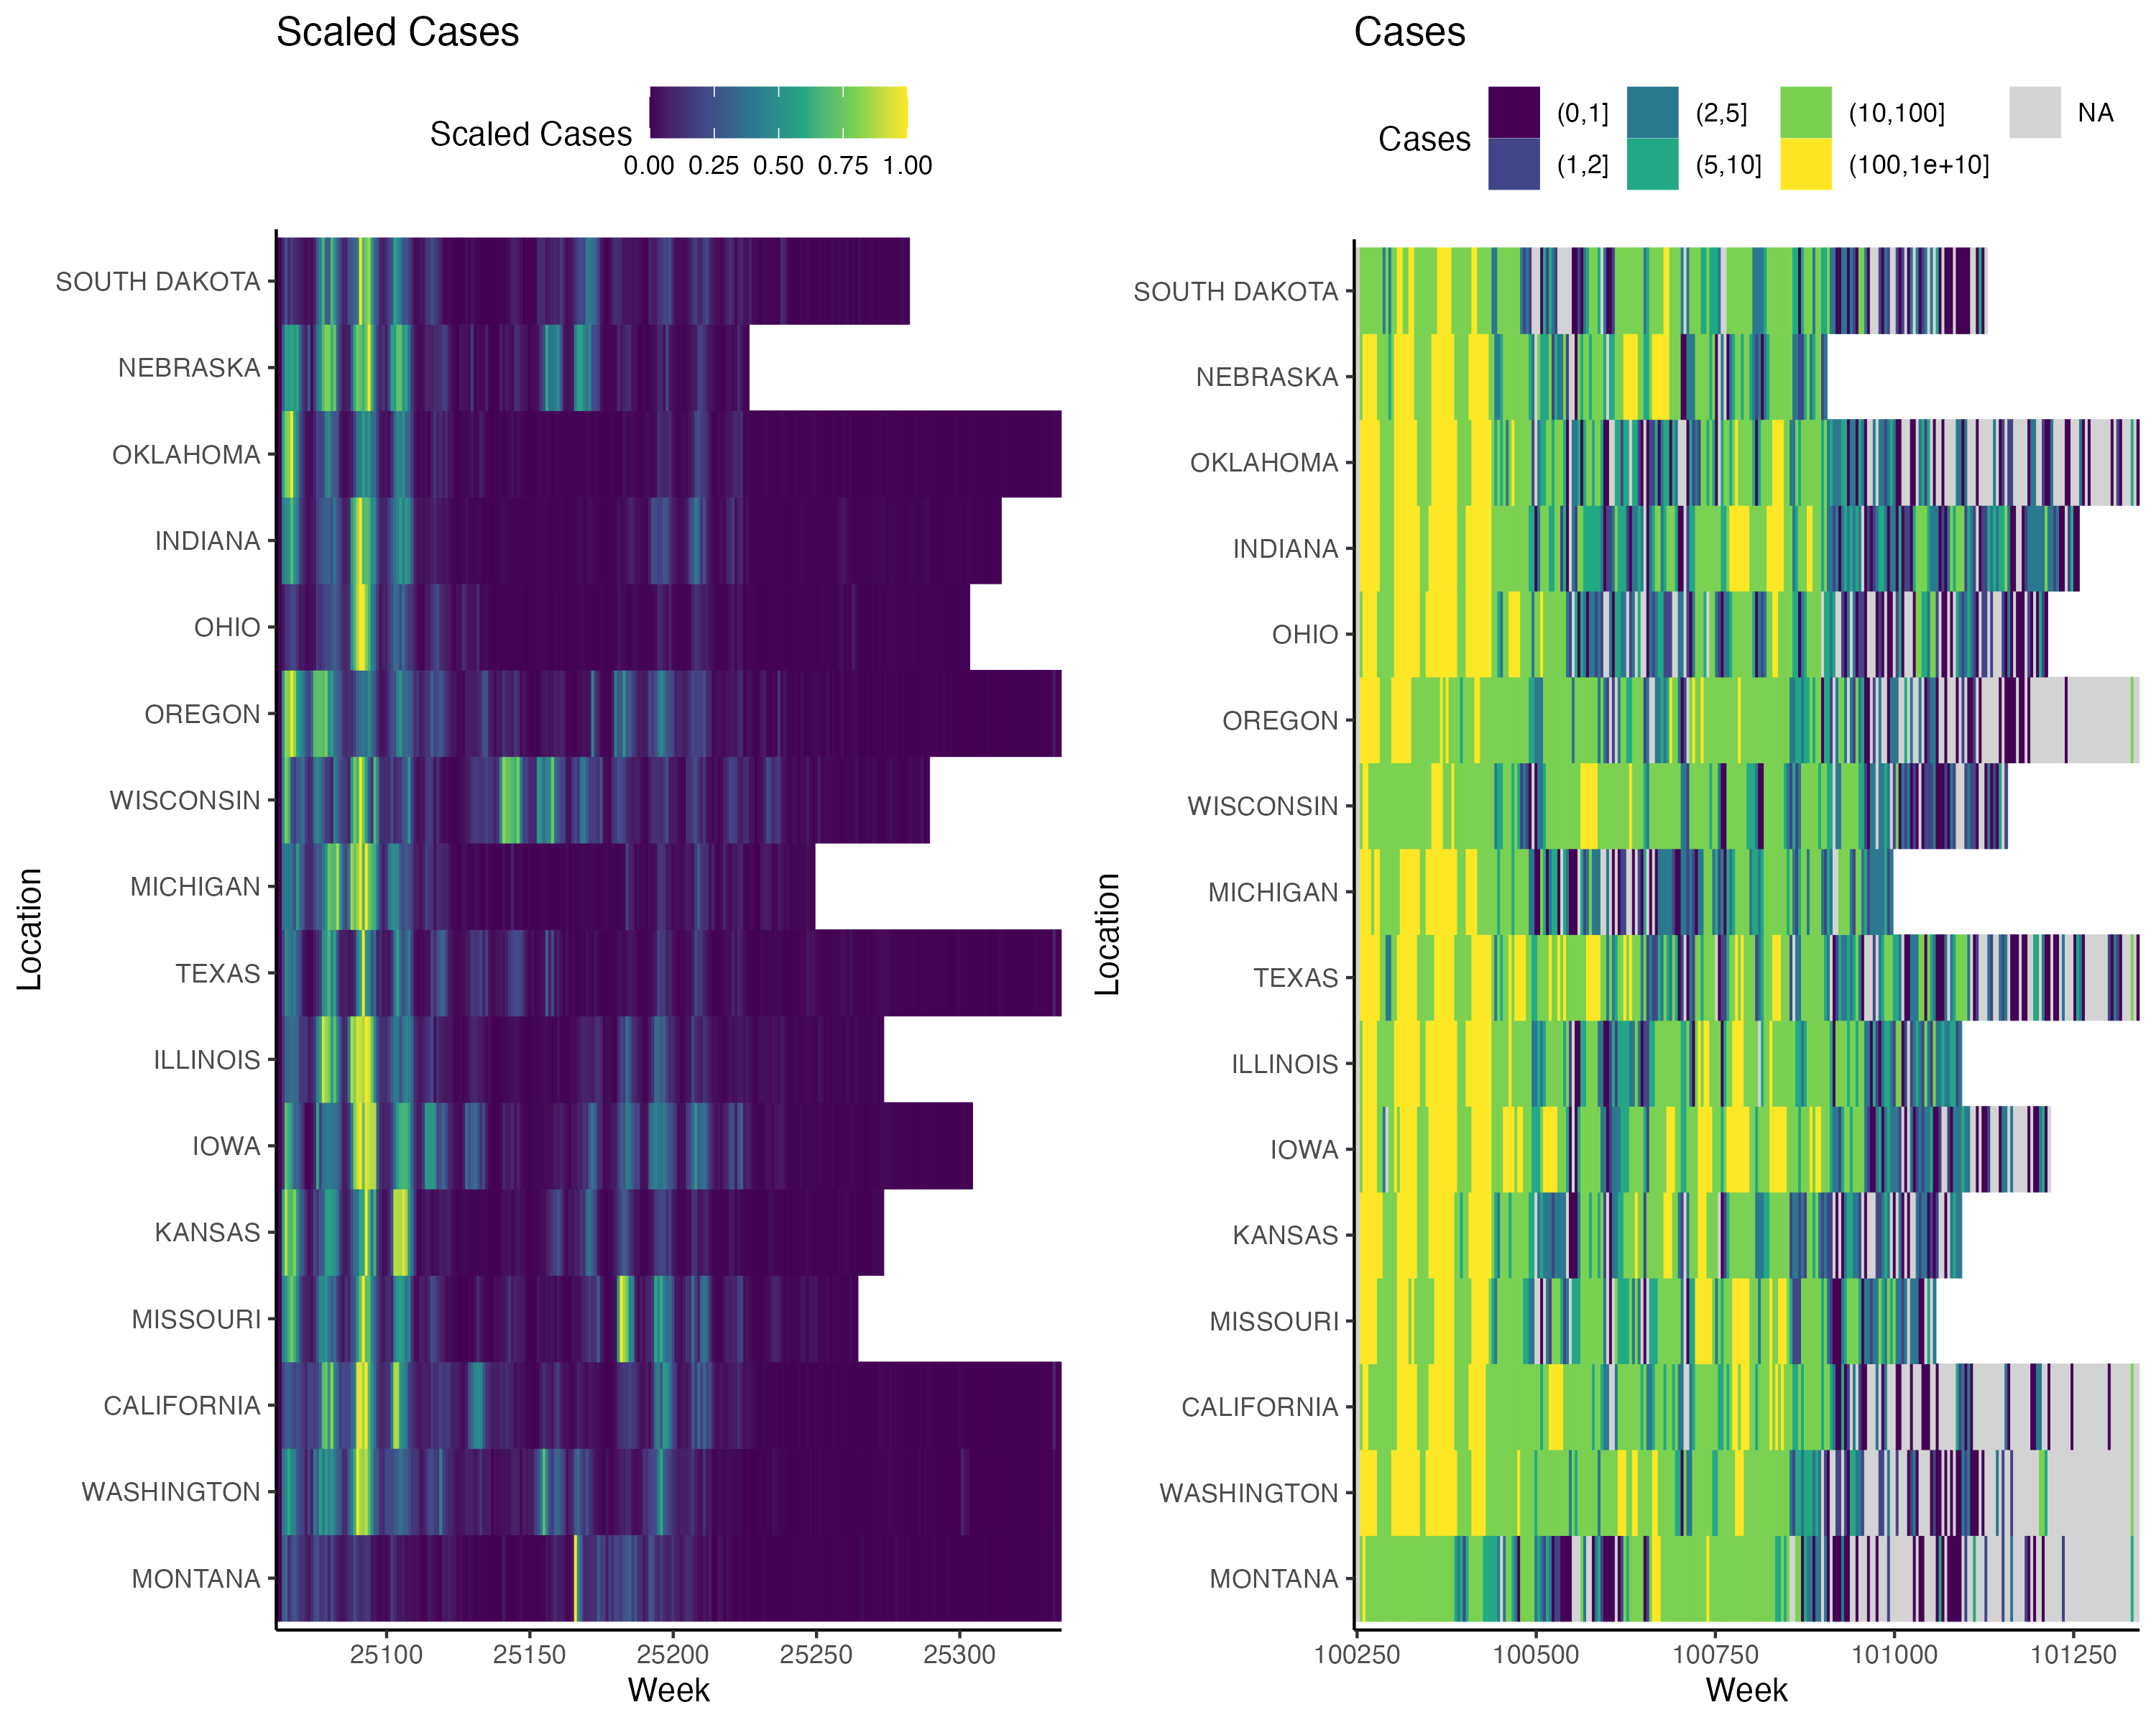 Scaled Cases
Scaled Cases
0.00 0.25 0.50 0.75 1.00
Location
SOUTH DAKOTA
NEBRASKA
OKLAHOMA
INDIANA
OHIO
OREGON
WISCONSIN
MICHIGAN
TEXAS
ILLINOIS
IOWA
KANSAS
MISSOURI
CALIFORNIA
WASHINGTON
MONTANA
25100 25150 25200 25250 25300
Week
Cases
Cases
(0,1] (2,5] (10,100] NA
(1,2] (5,10] (100,1e+10]
Location
SOUTH DAKOTA
NEBRASKA
OKLAHOMA
INDIANA
OHIO
OREGON
WISCONSIN
MICHIGAN
TEXAS
ILLINOIS
IOWA
KANSAS
MISSOURI
CALIFORNIA
WASHINGTON
MONTANA
100250 100500 100750 101000 101250
Week